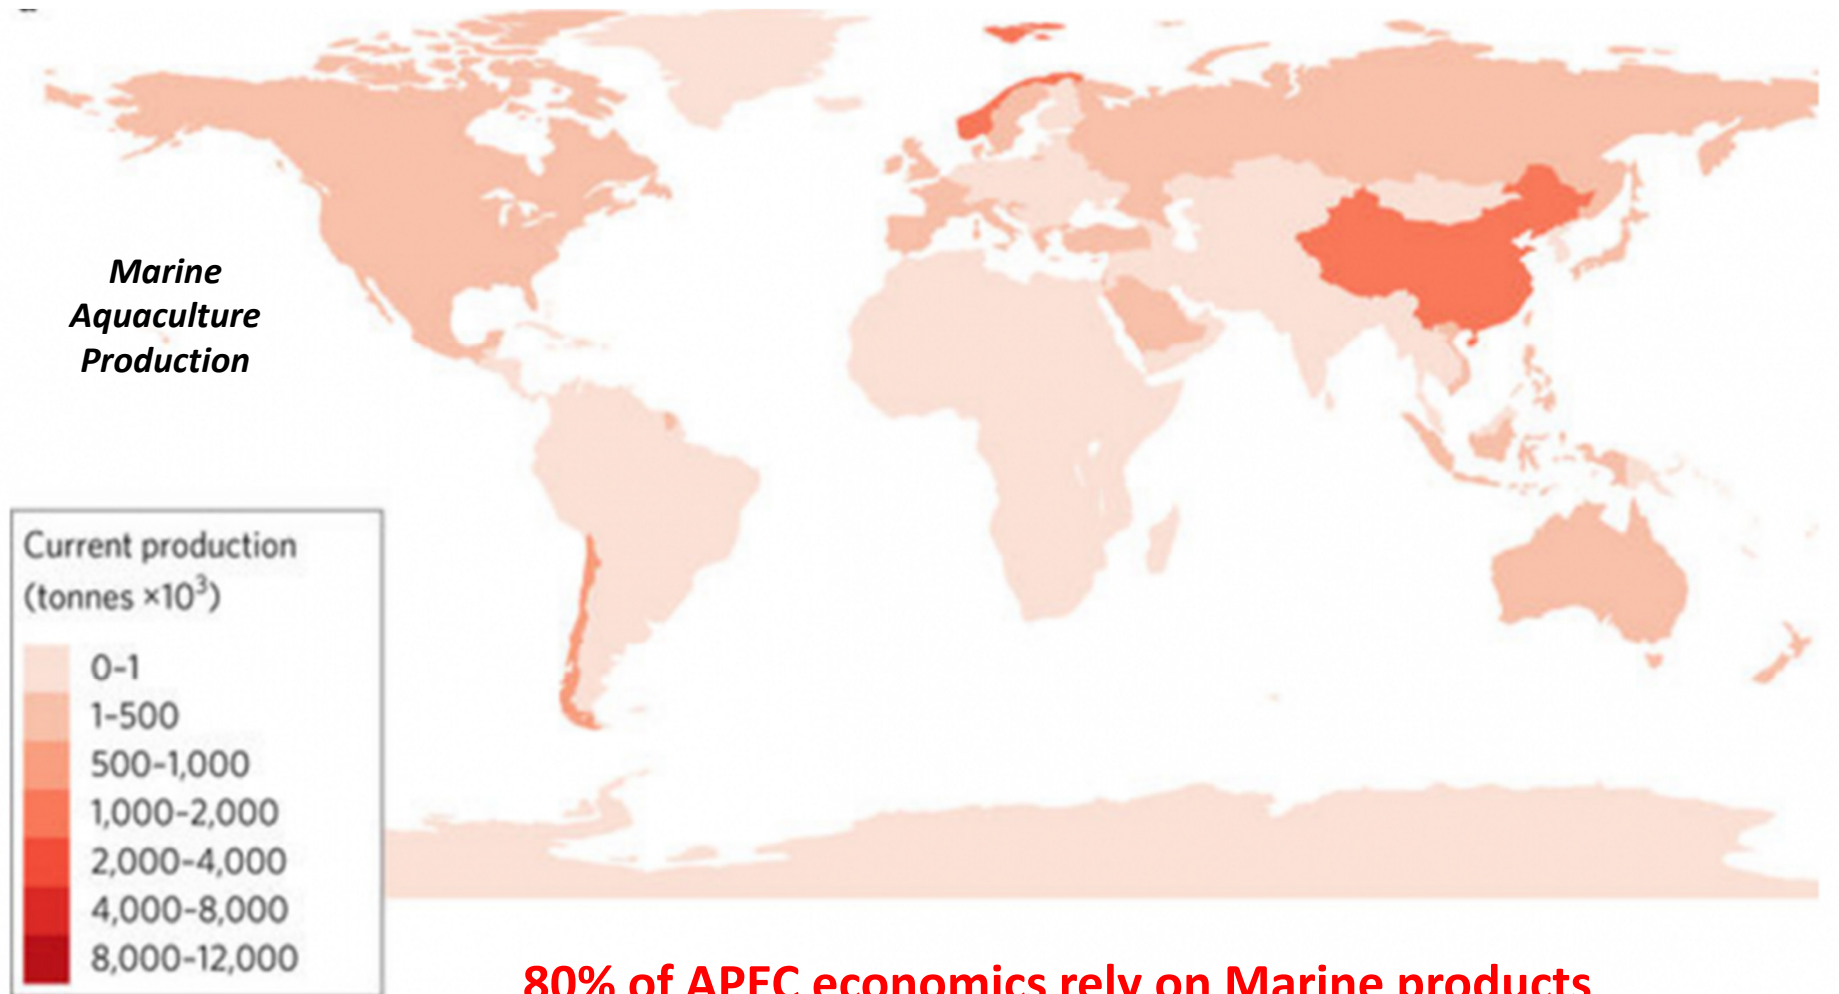 Marine
Aquaculture
Production
Current production
(tonnes ×10³)
0–1
1–500
500–1,000
1,000–2,000
2,000–4,000
4,000–8,000
8,000–12,000
80% of APEC economics rely on Marine products